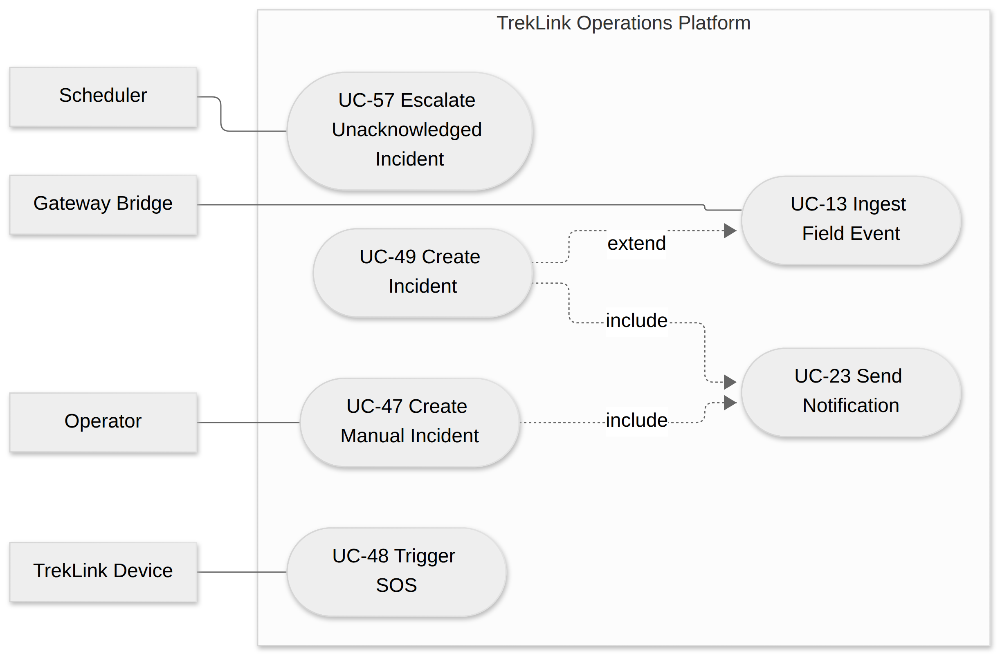 TrekLink Operations Platform
Scheduler
UC-57 Escalate
Unacknowledged
Incident
Gateway Bridge
UC-13 Ingest
Field Event
extend
UC-49 Create
Incident
include
UC-23 Send
Notification
Operator
UC-47 Create
Manual Incident
include
TrekLink Device
UC-48 Trigger
SOS